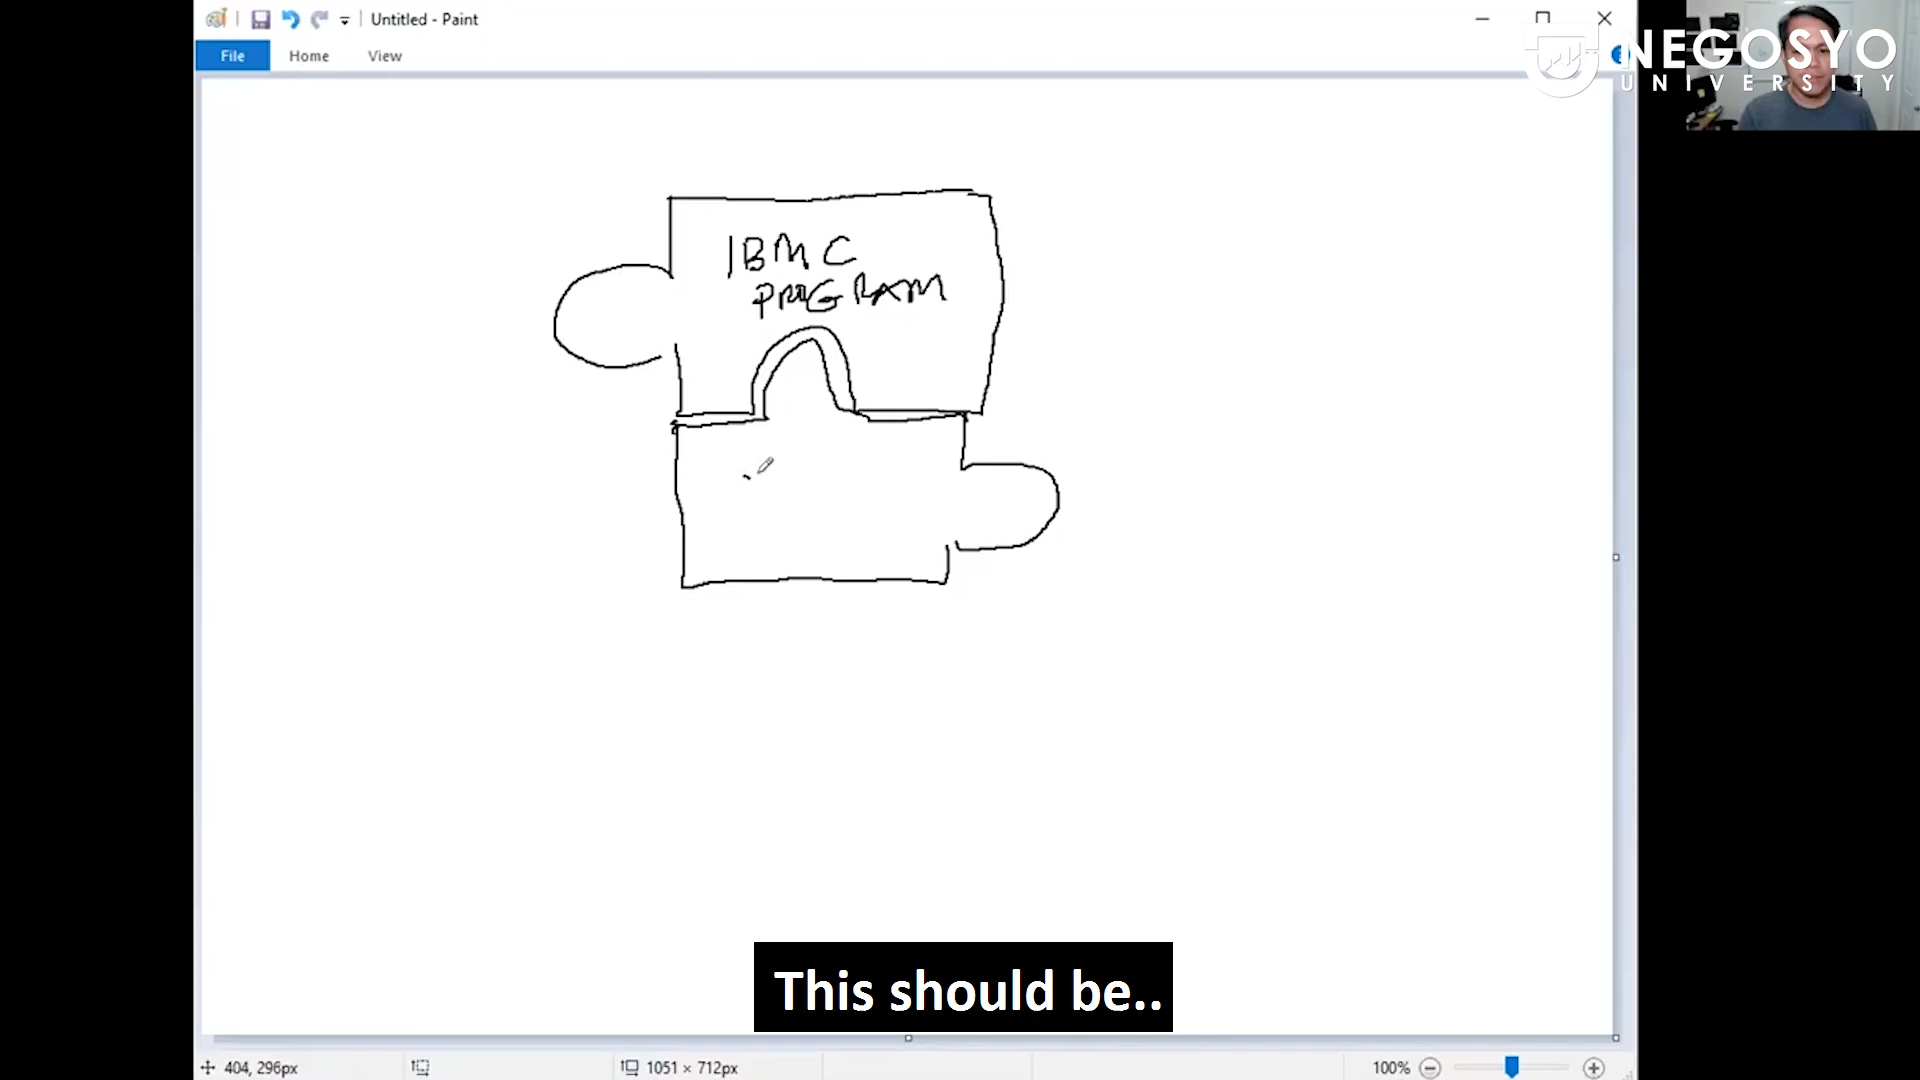 Untitled - Paint
File Home View
NEGOSYO
UNIVERSITY
IBMC
PROGRAM
This should be..
404, 296px
1051 × 712px
100%